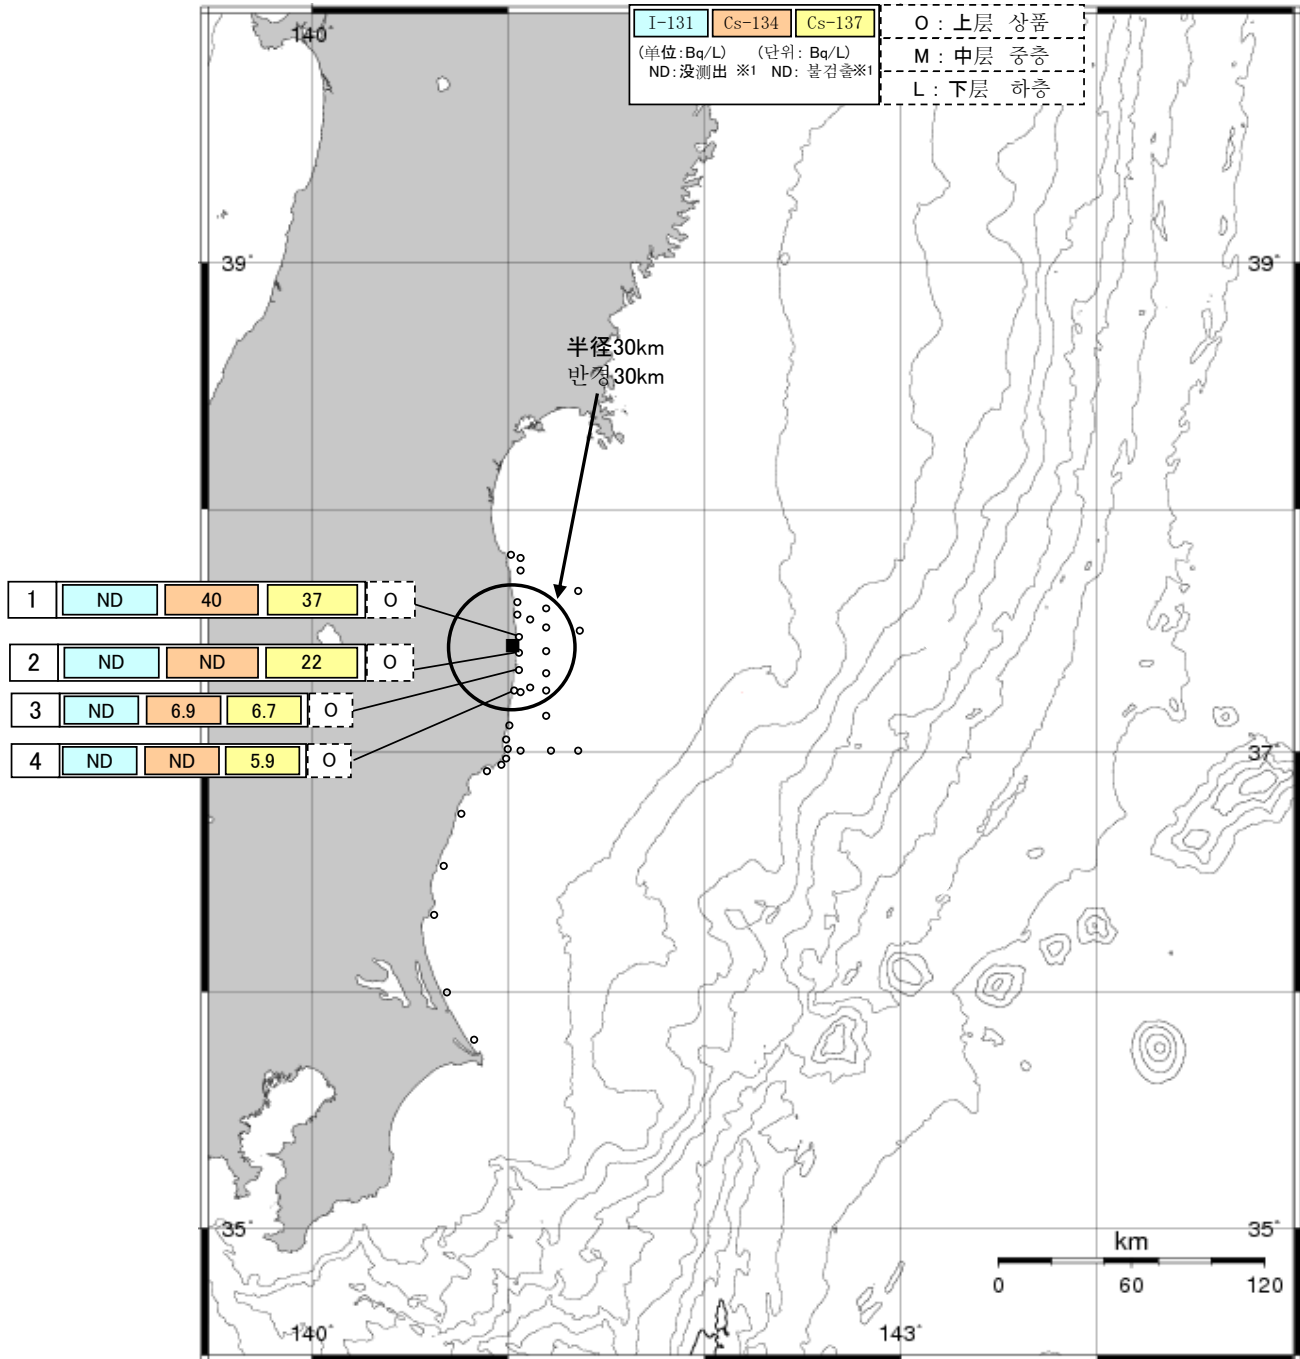 140°
I-131 Cs-134 Cs-137
(単位:Bq/L) (단위: Bq/L)
ND:没測出 ※1 ND: 불검출※1
O : 上层 상품
M : 中层 중층
L : 下层 하층
39° 39°
半径30km
반경30km
1 ND 40 37 O
2 ND ND 22 O
3 ND 6.9 6.7 O
4 ND ND 5.9 O
37° 37°
35° 35°
km
0 60 120
140° 143°